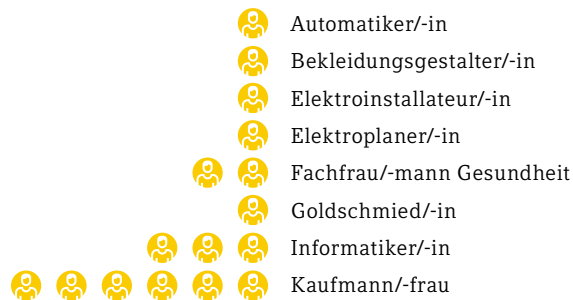 Automatiker/-in
Bekleidungsgestalter/-in
Elektroinstallateur/-in
Elektroplaner/-in
Fachfrau/-mann Gesundheit
Goldschmied/-in
Informatiker/-in
Kaufmann/-frau